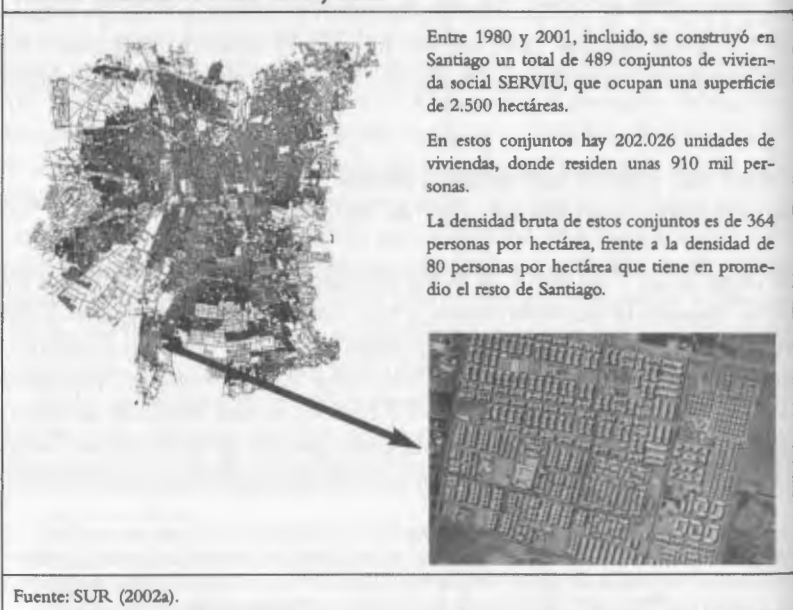 Entre 1980 y 2001, incluido, se construyó en
Santiago un total de 489 conjuntos de vivien-
da social SERVIU, que ocupan una superficie
de 2.500 hectáreas.
En estos conjuntos hay 202.026 unidades de
viviendas, donde residen unas 910 mil per-
sonas.
La densidad bruta de estos conjuntos es de 364
personas por hectárea, frente a la densidad de
80 personas por hectárea que tiene en prome-
dio el resto de Santiago.
Fuente: SUR (2002a).